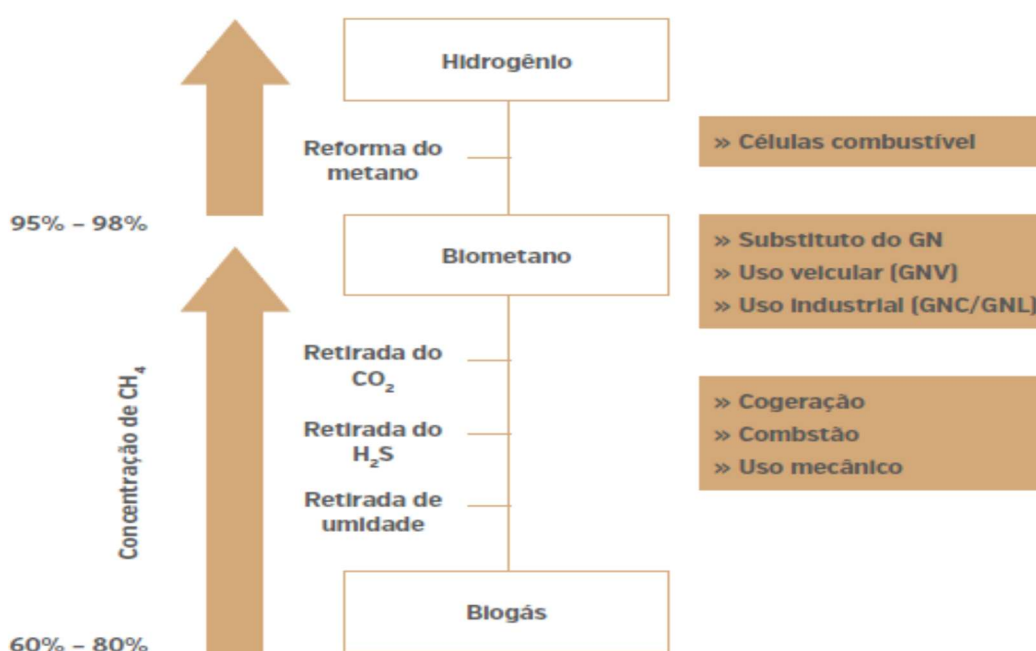 Hidrogênio
Reforma do
metano
» Células combustível
95% – 98%
Biometano
» Substituto do GN
» Uso veicular (GNV)
» Uso Industrial (GNC/GNL)
Retirada do
CO₂
Retirada do
H₂S
Retirada de
umidade
» Cogeração
» Combstão
» Uso mecânico
Concentração de CH₄
Biogás
60% – 80%